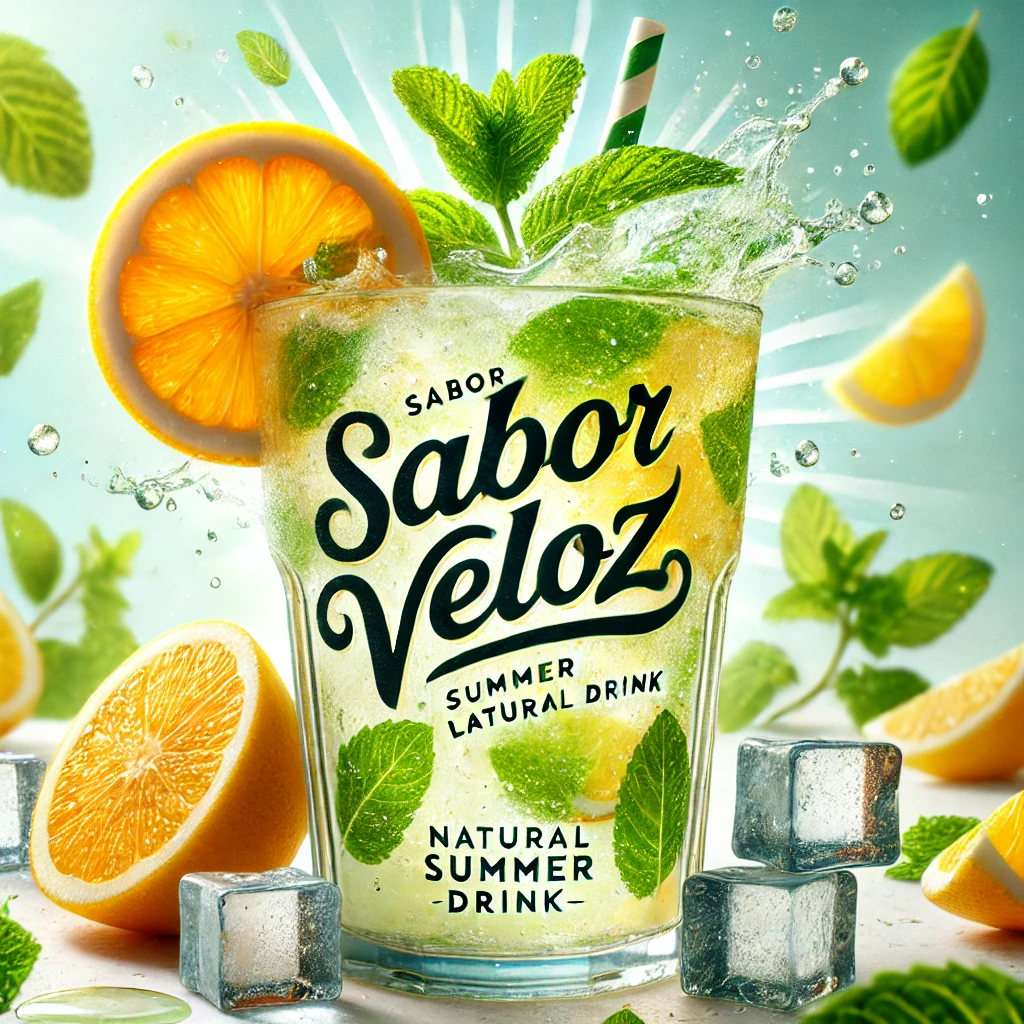 SABOR
Sabor
Veloz
SUMMER
LATURAL DRINK
NATURAL
SUMMER
-DRINK-